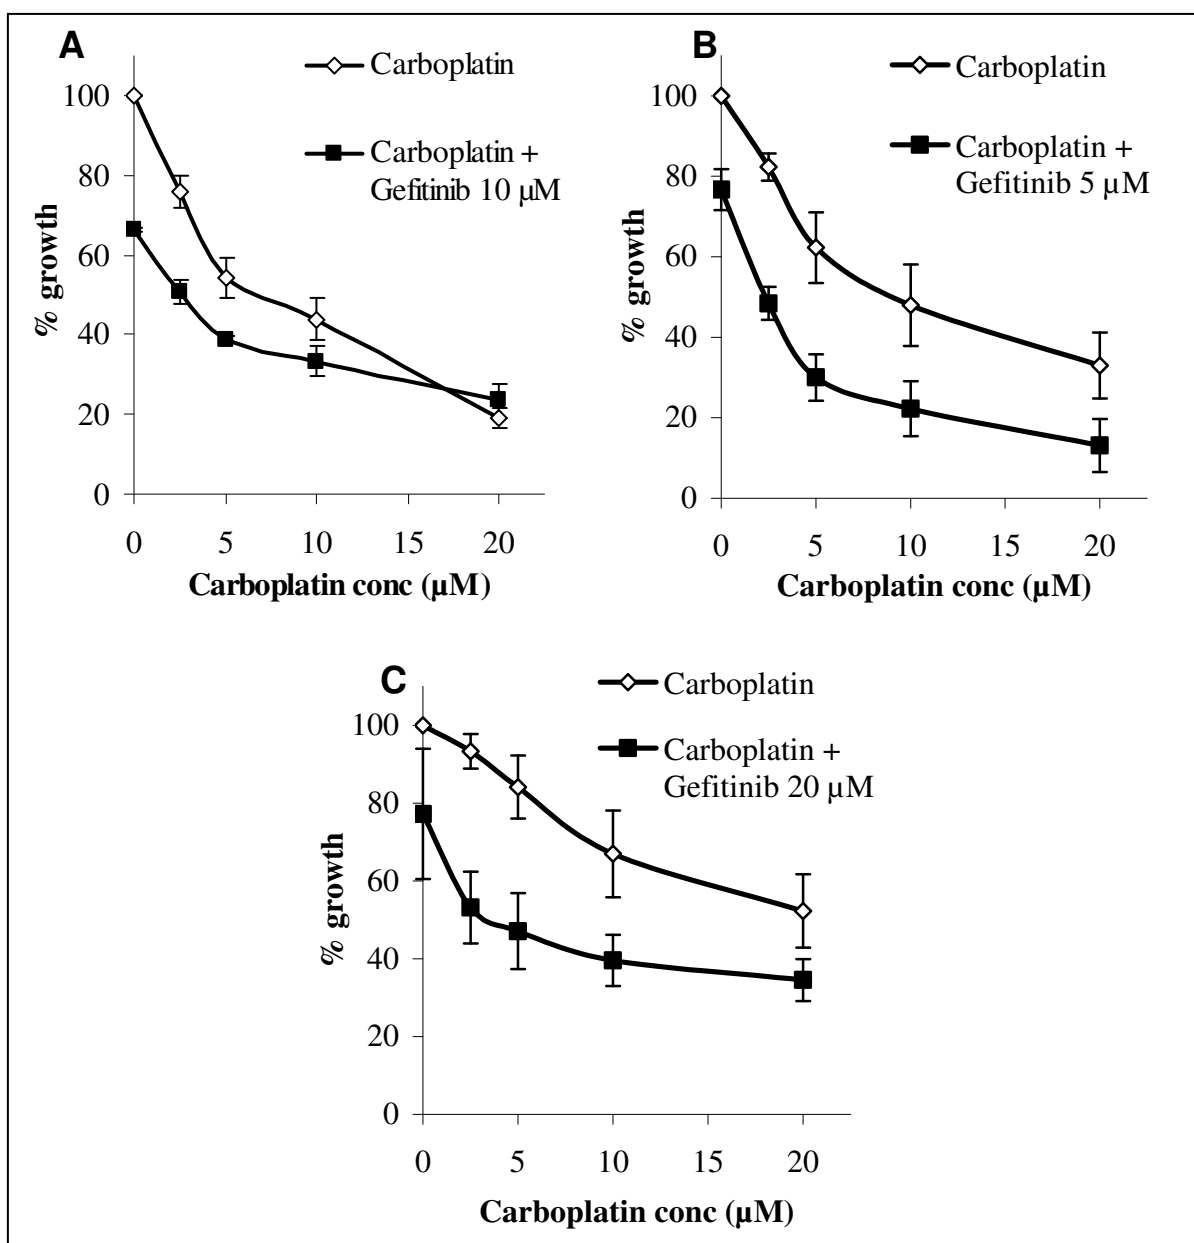 A
Carboplatin
Carboplatin +
Gefitinib 10 µM
100
80
60
40
20
0
% growth
0 5 10 15 20
Carboplatin conc (µM)
B
Carboplatin
Carboplatin +
Gefitinib 5 µM
100
80
60
40
20
0
% growth
0 5 10 15 20
Carboplatin conc (µM)
C
Carboplatin
Carboplatin +
Gefitinib 20 µM
100
80
60
40
20
0
% growth
0 5 10 15 20
Carboplatin conc (µM)